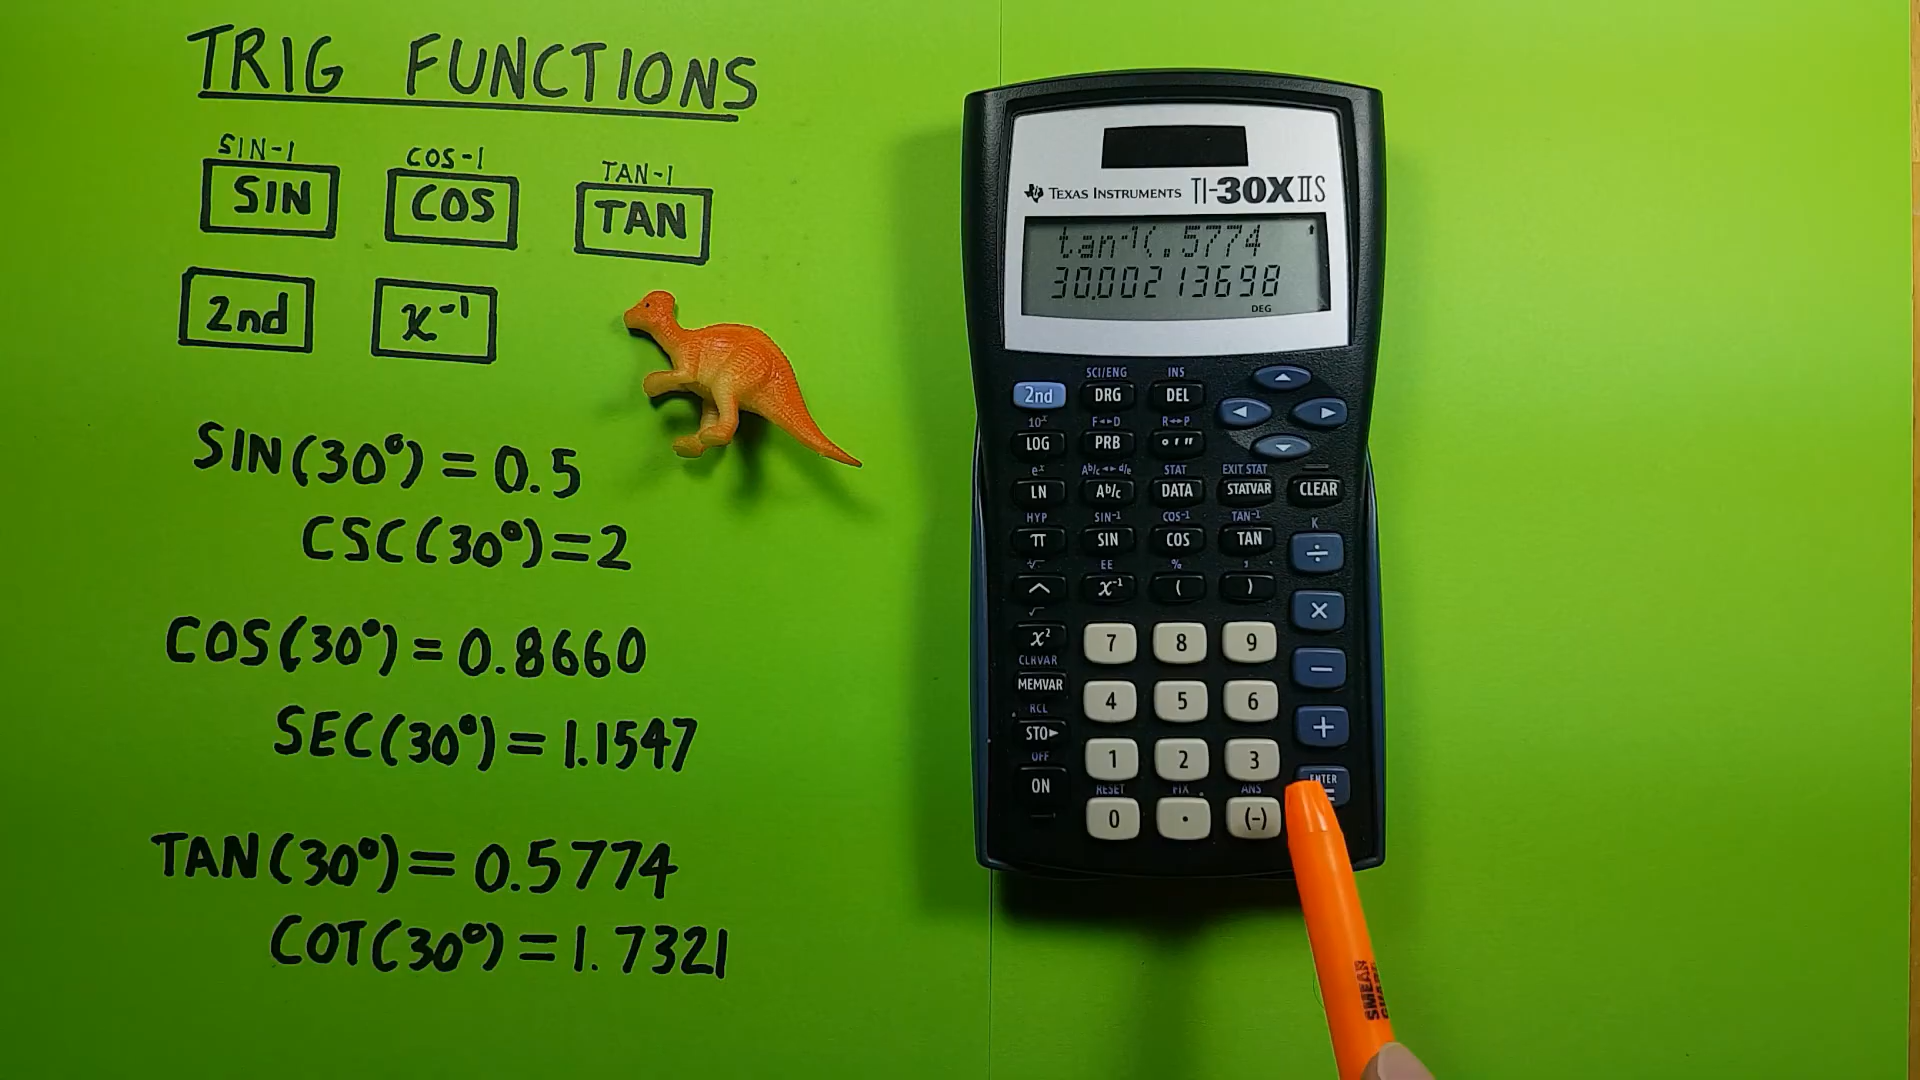 TRIG FUNCTIONS
SIN-1 COS-1 TAN-1
SIN COS TAN
2nd x⁻¹
SIN(30°) = 0.5
CSC(30°) = 2
COS(30°) = 0.8660
SEC(30°) = 1.1547
TAN(30°) = 0.5774
COT(30°) = 1.7321
TEXAS INSTRUMENTS TI-30X IIS
tan⁻¹(.5774
30.00213698
DEG
SCI/ENG INS
2nd DRG DEL
10ˣ F◄►D R◄►P
LOG PRB ° ' "
eˣ Ab/c◄►d/e STAT EXIT STAT
LN Ab/c DATA STATVAR CLEAR
HYP SIN⁻¹ COS⁻¹ TAN⁻¹ K
π SIN COS TAN ÷
ˣ√ EE % ,
^ x⁻¹ ( ) ×
√
x² 7 8 9 −
CLRVAR
MEMVAR 4 5 6 +
RCL
STO► 1 2 3 ENTER
OFF RESET FIX ANS =
ON 0 . (-)
SMEAR